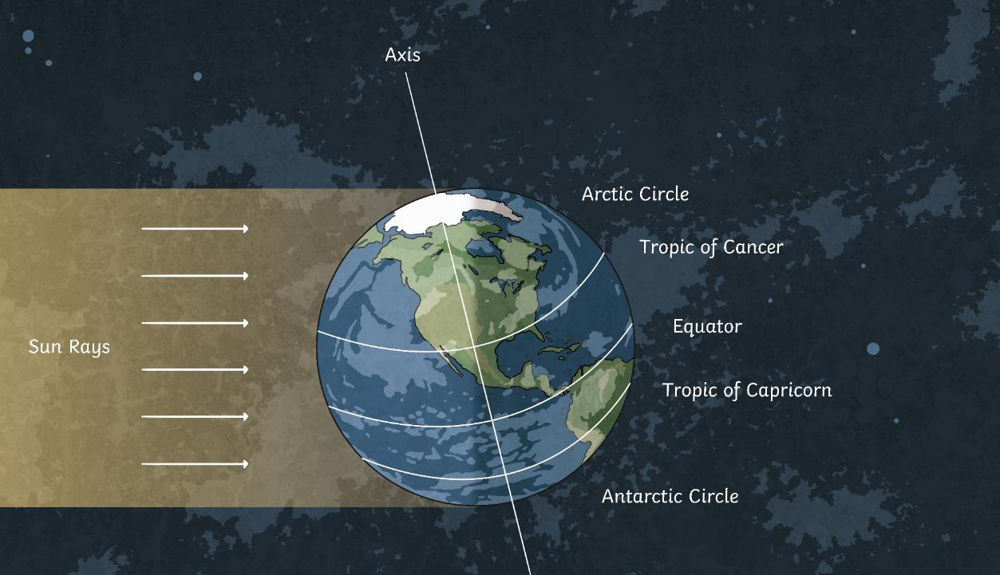 Axis
Arctic Circle
Tropic of Cancer
Equator
Sun Rays
Tropic of Capricorn
Antarctic Circle